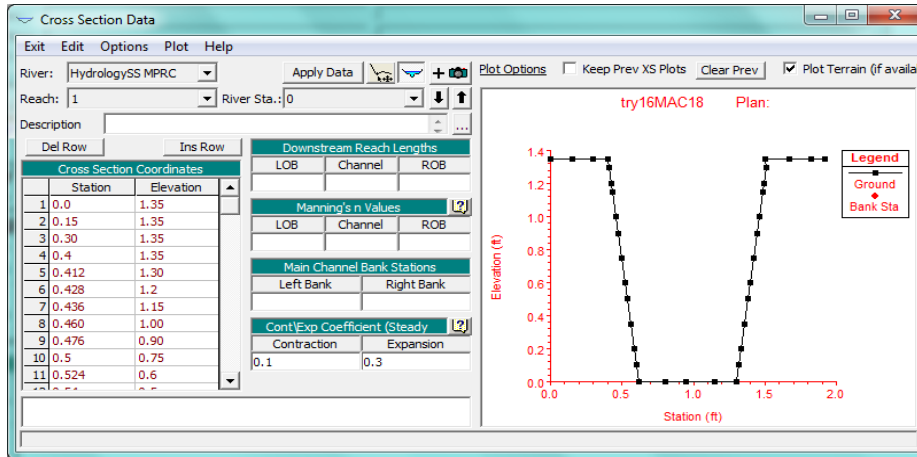 Cross Section Data
Exit Edit Options Plot Help
River: HydrologySS MPRC Apply Data + Plot Options Keep Prev XS Plots Clear Prev Plot Terrain (if availa
Reach: 1 River Sta.: 0
Description ...
Del Row Ins Row
Cross Section Coordinates
Station Elevation
1 0.0 1.35
2 0.15 1.35
3 0.30 1.35
4 0.4 1.35
5 0.412 1.30
6 0.428 1.2
7 0.436 1.15
8 0.460 1.00
9 0.476 0.90
10 0.5 0.75
11 0.524 0.6
Downstream Reach Lengths
LOB Channel ROB
Manning's n Values ?
LOB Channel ROB
Main Channel Bank Stations
Left Bank Right Bank
Cont\Exp Coefficient (Steady ?
Contraction Expansion
0.1 0.3
try16MAC18 Plan:
Elevation (ft)
1.4
1.2
1.0
0.8
0.6
0.4
0.2
0.0
0.0 0.5 1.0 1.5 2.0
Station (ft)
Legend
Ground
Bank Sta